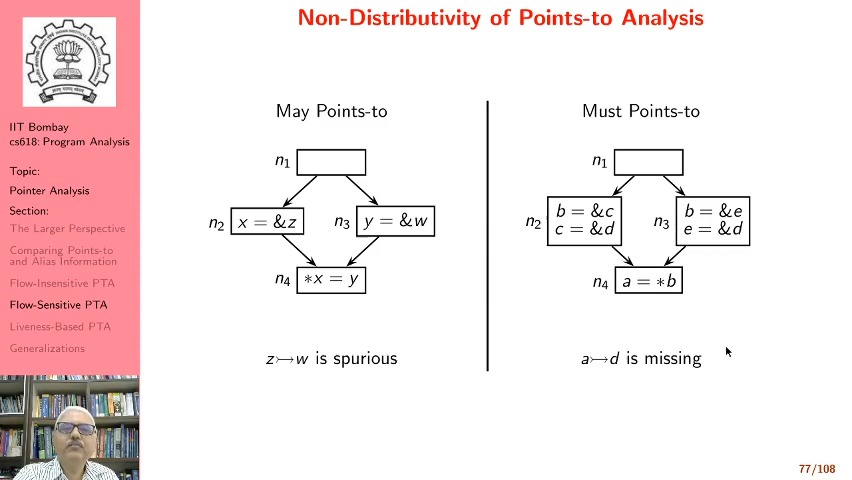 Non-Distributivity of Points-to Analysis
IIT Bombay
cs618: Program Analysis
Topic:
Pointer Analysis
Section:
The Larger Perspective
Comparing Points-to
and Alias Information
Flow-Insensitive PTA
Flow-Sensitive PTA
Liveness-Based PTA
Generalizations
May Points-to
n₁
n₂ x = &z
n₃ y = &w
n₄ *x = y
z↣w is spurious
Must Points-to
n₁
n₂ b = &c
c = &d
n₃ b = &e
e = &d
n₄ a = *b
a↣d is missing
77/108